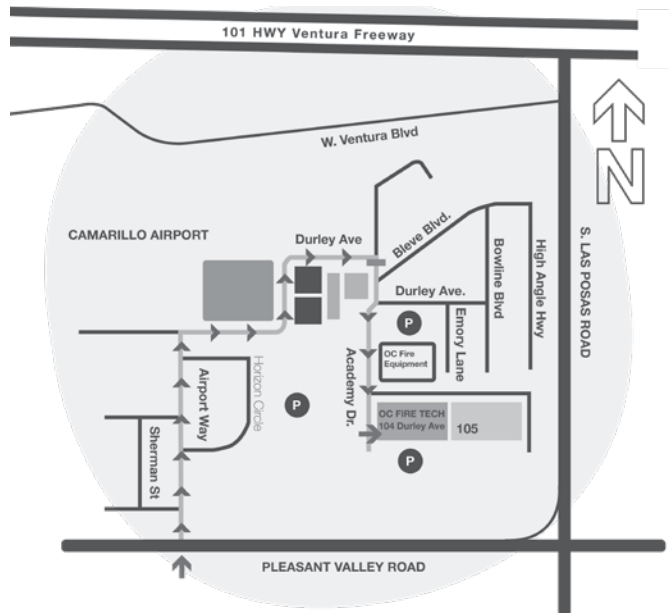 101 HWY Ventura Freeway
W. Ventura Blvd
N
CAMARILLO AIRPORT
Durley Ave
Bleve Blvd.
Bowline Blvd
High Angle Hwy
S. LAS POSAS ROAD
Durley Ave.
P
Emory Lane
OC Fire
Equipment
Academy Dr.
Horizon Circle
Airport Way
P
OC FIRE TECH
104 Durley Ave
105
Sherman St
P
PLEASANT VALLEY ROAD